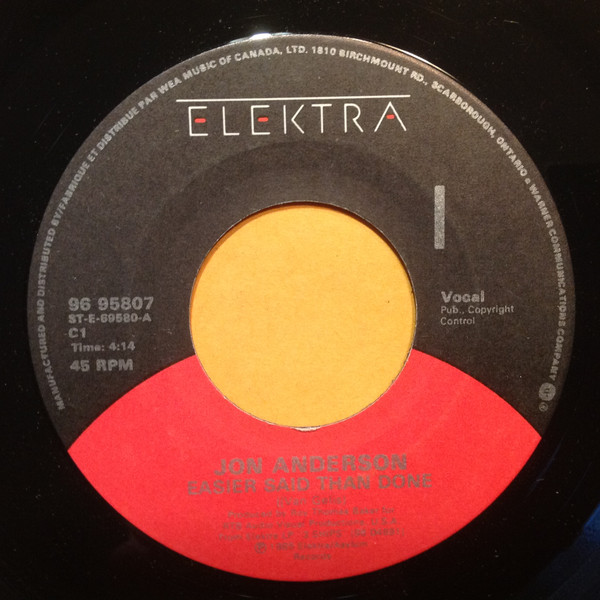 MANUFACTURED AND DISTRIBUTED BY/FABRIQUE ET DISTRIBUE PAR WEA MUSIC OF CANADA, LTD. 1810 BIRCHMOUNT RD., SCARBOROUGH, ONTARIO a WARNER COMMUNICATIONS COMPANY
ELEKTRA
96 95807
ST-E-69580-A
C1
Time: 4:14
45 RPM
Vocal
Pub., Copyright
Control
JON ANDERSON
EASIER SAID THAN DONE